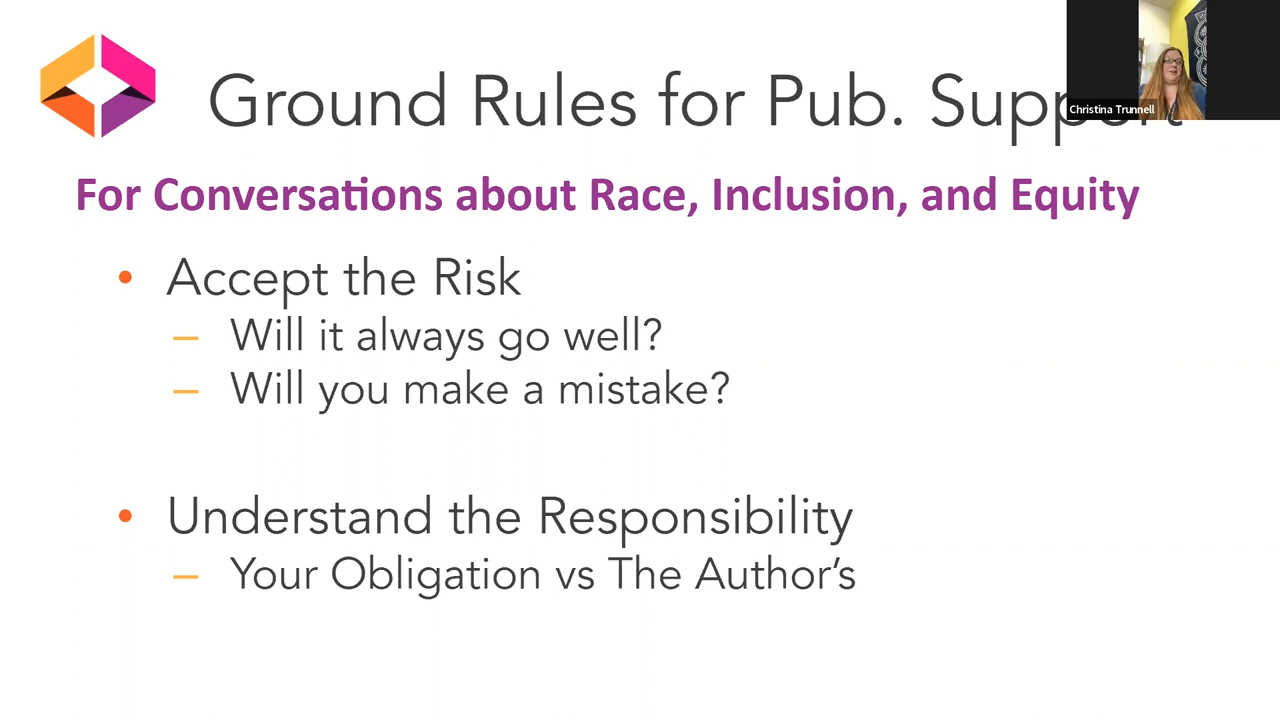 Ground Rules for Pub. Support
Christina Trunnell
For Conversations about Race, Inclusion, and Equity
• Accept the Risk
– Will it always go well?
– Will you make a mistake?
• Understand the Responsibility
– Your Obligation vs The Author’s